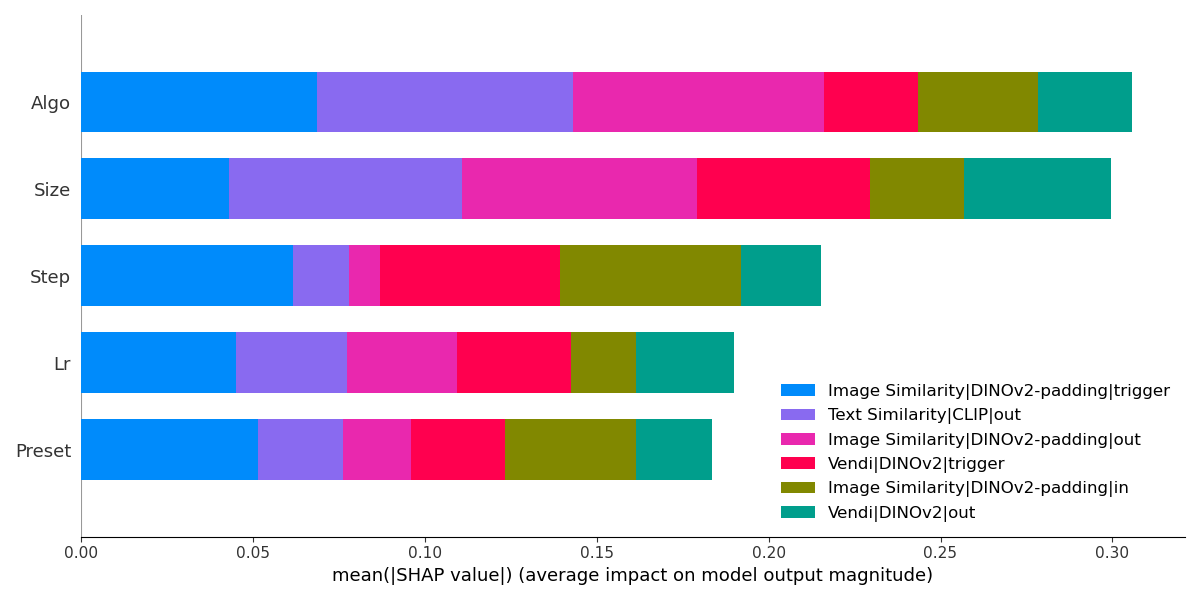 Algo
Size
Step
Lr
Preset
Image Similarity|DINOv2-padding|trigger
Text Similarity|CLIP|out
Image Similarity|DINOv2-padding|out
Vendi|DINOv2|trigger
Image Similarity|DINOv2-padding|in
Vendi|DINOv2|out
0.00 0.05 0.10 0.15 0.20 0.25 0.30
mean(|SHAP value|) (average impact on model output magnitude)